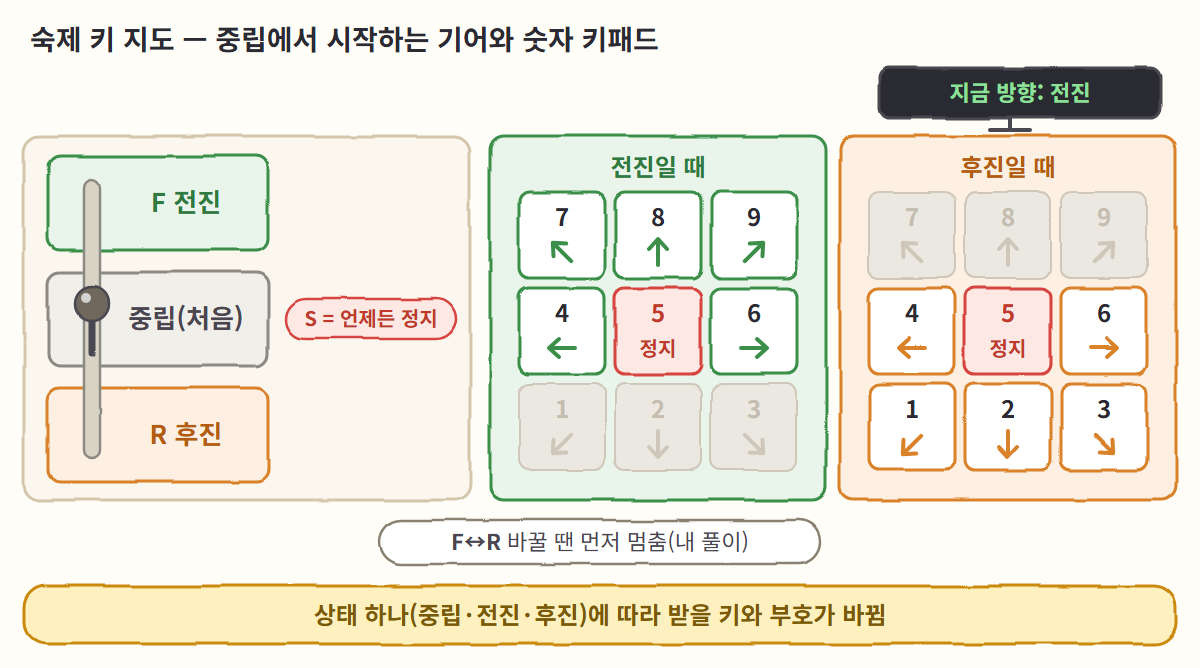 숙제 키 지도 — 중립에서 시작하는 기어와 숫자 키패드
지금 방향: 전진
F 전진
중립(처음)
R 후진
S = 언제든 정지
전진일 때
7 8 9
4 5 6
정지
1 2 3
후진일 때
7 8 9
4 5 6
정지
1 2 3
F↔R 바꿀 땐 먼저 멈춤(내 풀이)
상태 하나(중립·전진·후진)에 따라 받을 키와 부호가 바뀜